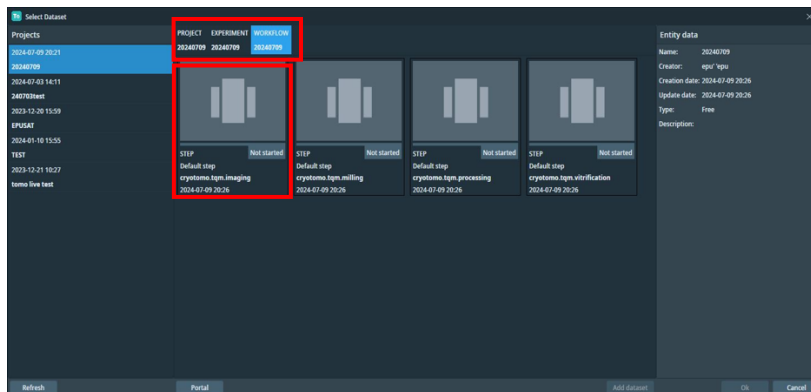 Select Dataset
Projects
2024-07-09 20:21
20240709
2024-07-03 14:11
240703test
2023-12-20 15:59
EPUSAT
2024-01-10 15:55
TEST
2023-12-21 10:27
tomo live test
PROJECT EXPERIMENT WORKFLOW
20240709 20240709 20240709
STEP Not started
Default step
cryotomo.tqm.imaging
2024-07-09 20:26
STEP Not started
Default step
cryotomo.tqm.milling
2024-07-09 20:26
STEP Not started
Default step
cryotomo.tqm.processing
2024-07-09 20:26
STEP Not started
Default step
cryotomo.tqm.vitrification
2024-07-09 20:26
Entity data
Name: 20240709
Creator: epu``epu
Creation date: 2024-07-09 20:26
Update date: 2024-07-09 20:26
Type: Free
Description:
Refresh Portal Add dataset Ok Cancel